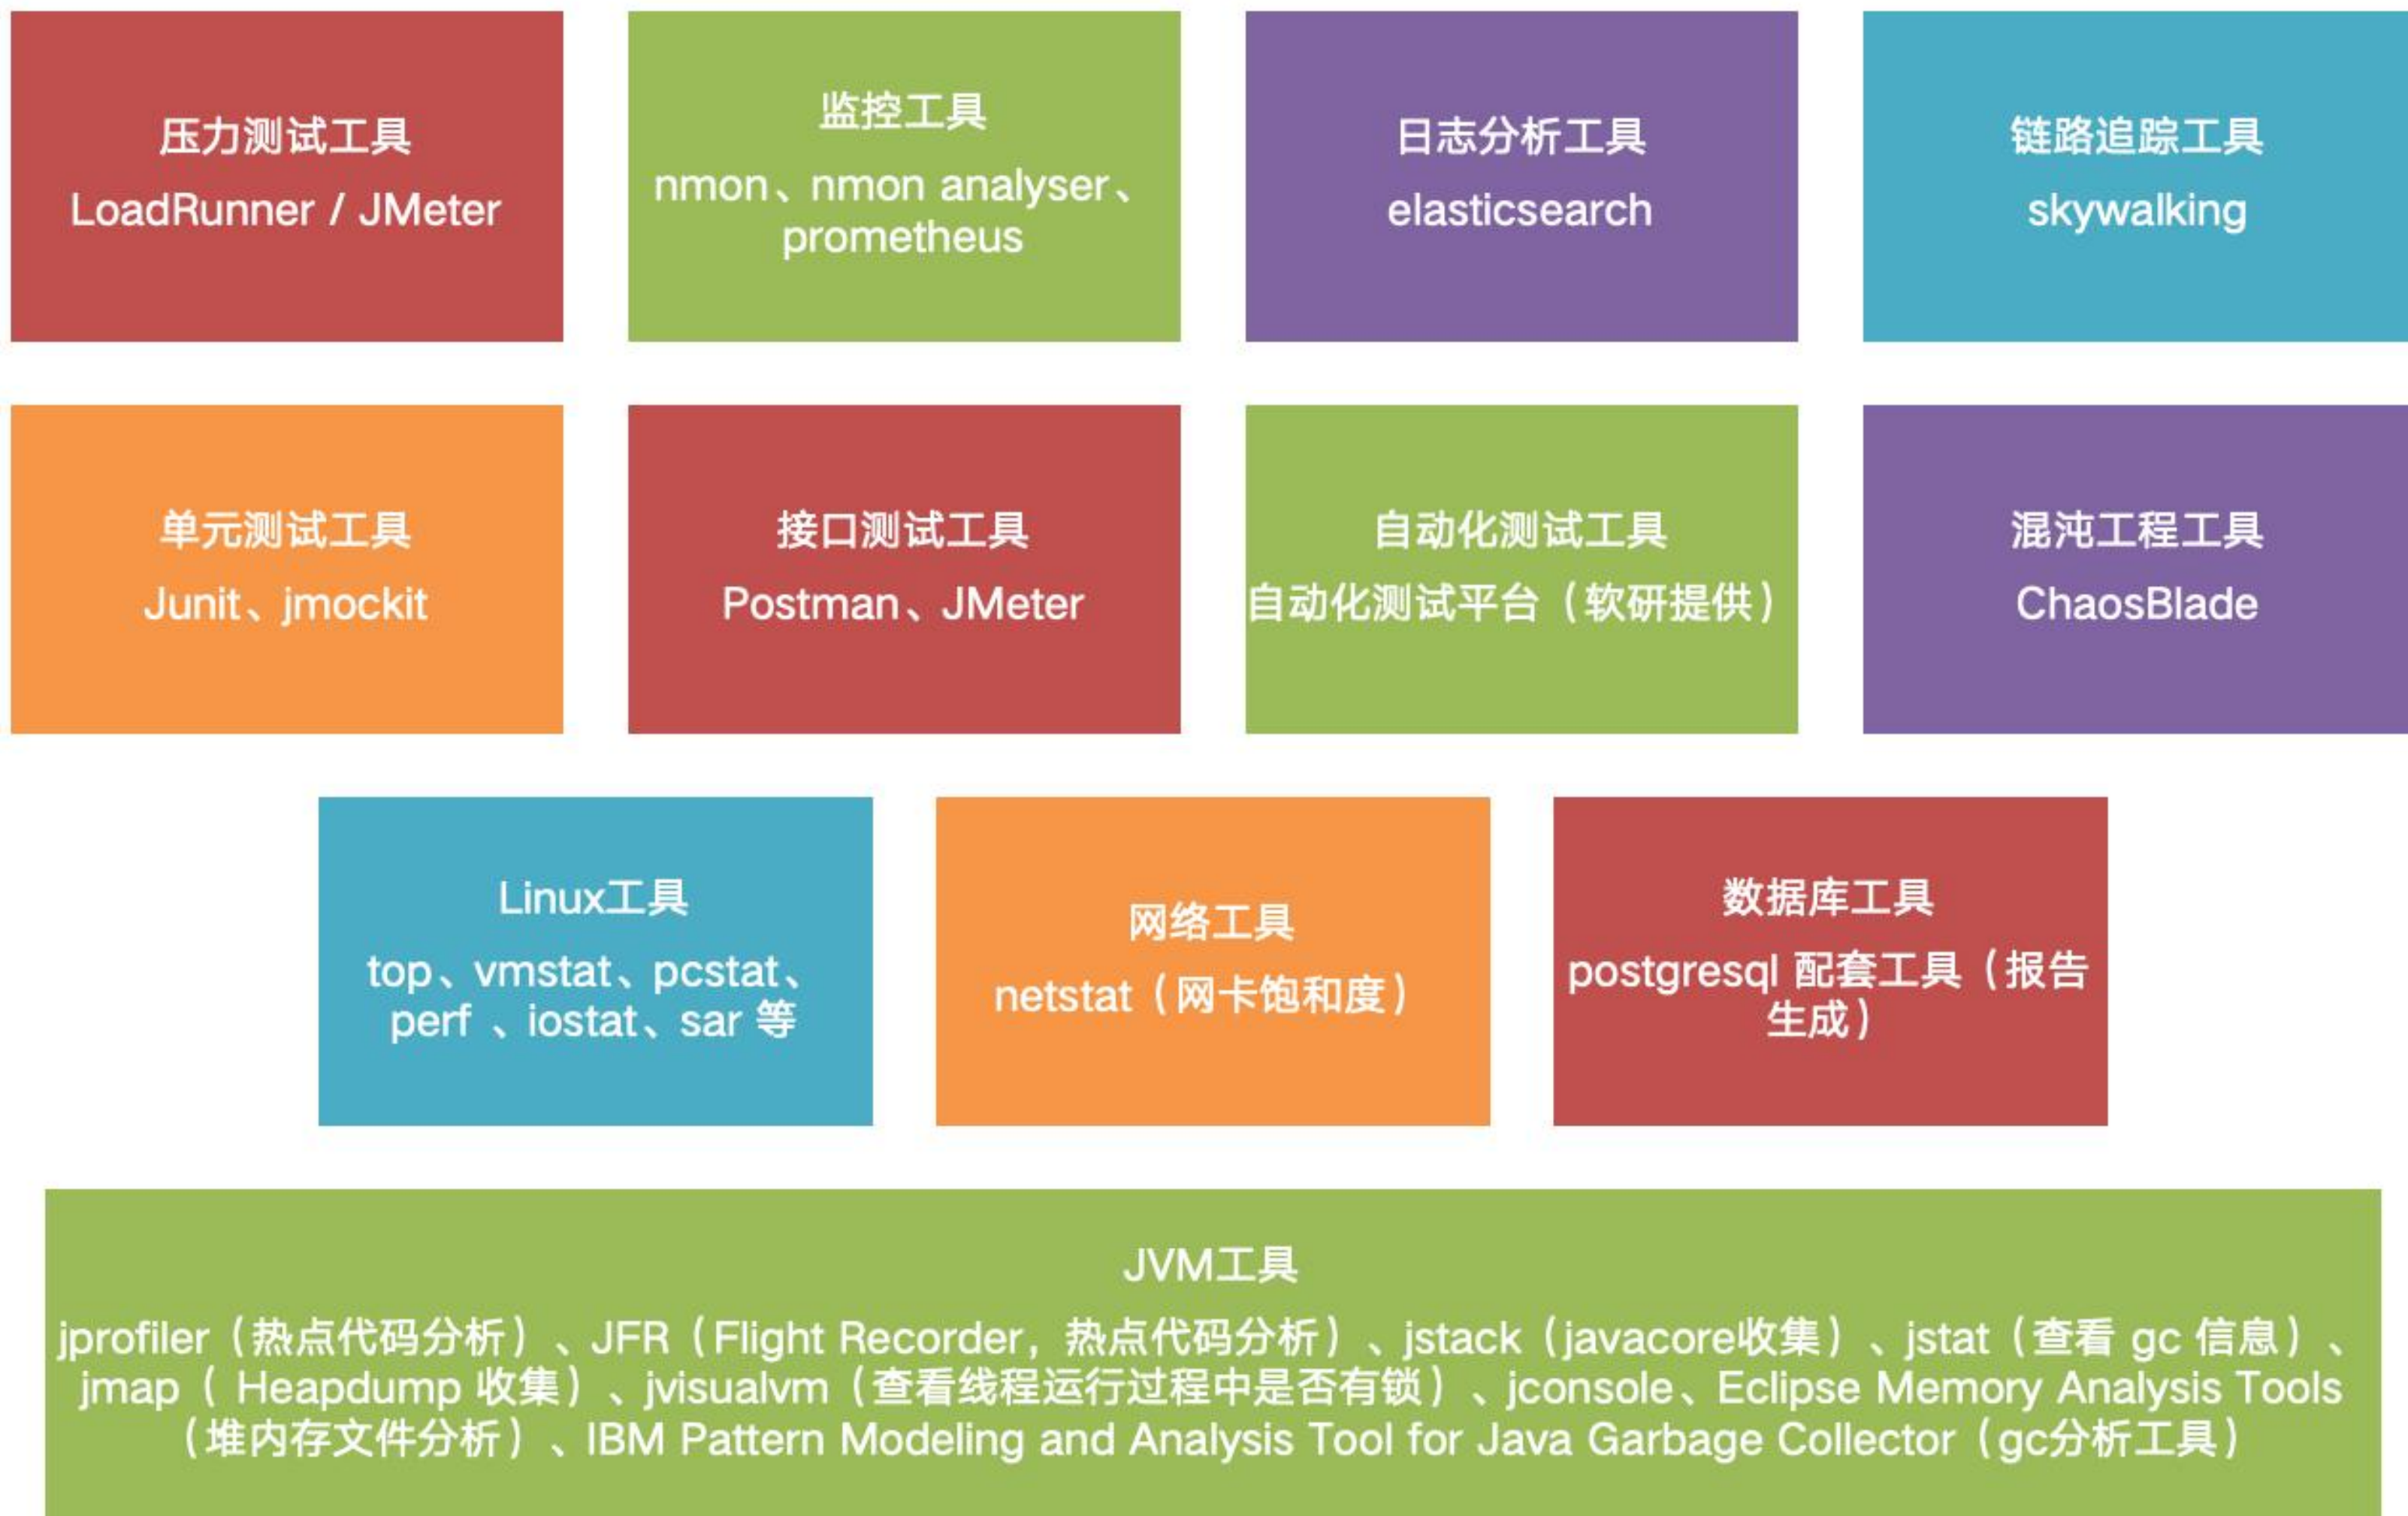 压力测试工具
LoadRunner / JMeter
监控工具
nmon、nmon analyser、
prometheus
日志分析工具
elasticsearch
链路追踪工具
skywalking
单元测试工具
Junit、jmockit
接口测试工具
Postman、JMeter
自动化测试工具
自动化测试平台（软研提供）
混沌工程工具
ChaosBlade
Linux工具
top、vmstat、pcstat、
perf 、iostat、sar 等
网络工具
netstat（网卡饱和度）
数据库工具
postgresql 配套工具（报告
生成）
JVM工具
jprofiler（热点代码分析）、JFR（Flight Recorder，热点代码分析）、jstack（javacore收集）、jstat（查看 gc 信息）、
jmap（ Heapdump 收集）、jvisualvm（查看线程运行过程中是否有锁）、jconsole、Eclipse Memory Analysis Tools
（堆内存文件分析）、IBM Pattern Modeling and Analysis Tool for Java Garbage Collector（gc分析工具）